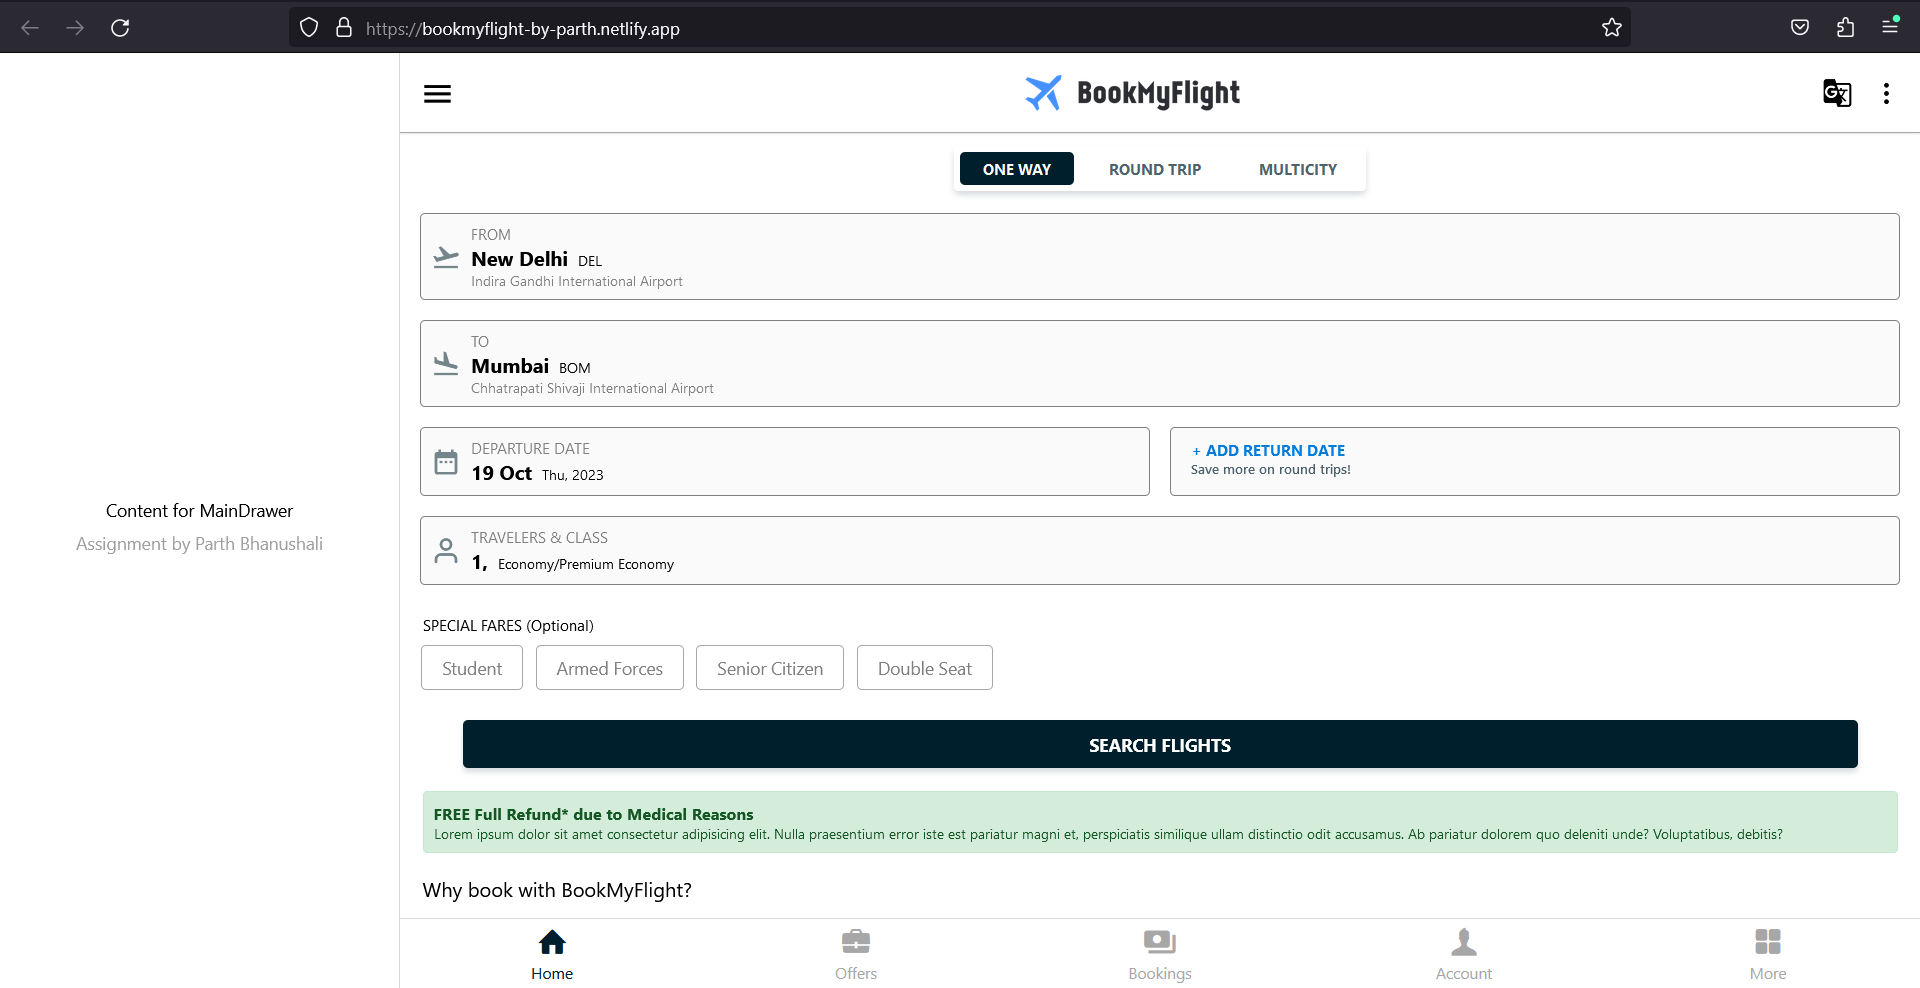 https://bookmyflight-by-parth.netlify.app
Content for MainDrawer
Assignment by Parth Bhanushali
BookMyFlight
ONE WAY
ROUND TRIP
MULTICITY
FROM
New Delhi DEL
Indira Gandhi International Airport
TO
Mumbai BOM
Chhatrapati Shivaji International Airport
DEPARTURE DATE
19 Oct Thu, 2023
+ ADD RETURN DATE
Save more on round trips!
TRAVELERS & CLASS
1, Economy/Premium Economy
SPECIAL FARES (Optional)
Student
Armed Forces
Senior Citizen
Double Seat
SEARCH FLIGHTS
FREE Full Refund* due to Medical Reasons
Lorem ipsum dolor sit amet consectetur adipisicing elit. Nulla praesentium error iste est pariatur magni et, perspiciatis similique ullam distinctio odit accusamus. Ab pariatur dolorem quo deleniti unde? Voluptatibus, debitis?
Why book with BookMyFlight?
Home
Offers
Bookings
Account
More